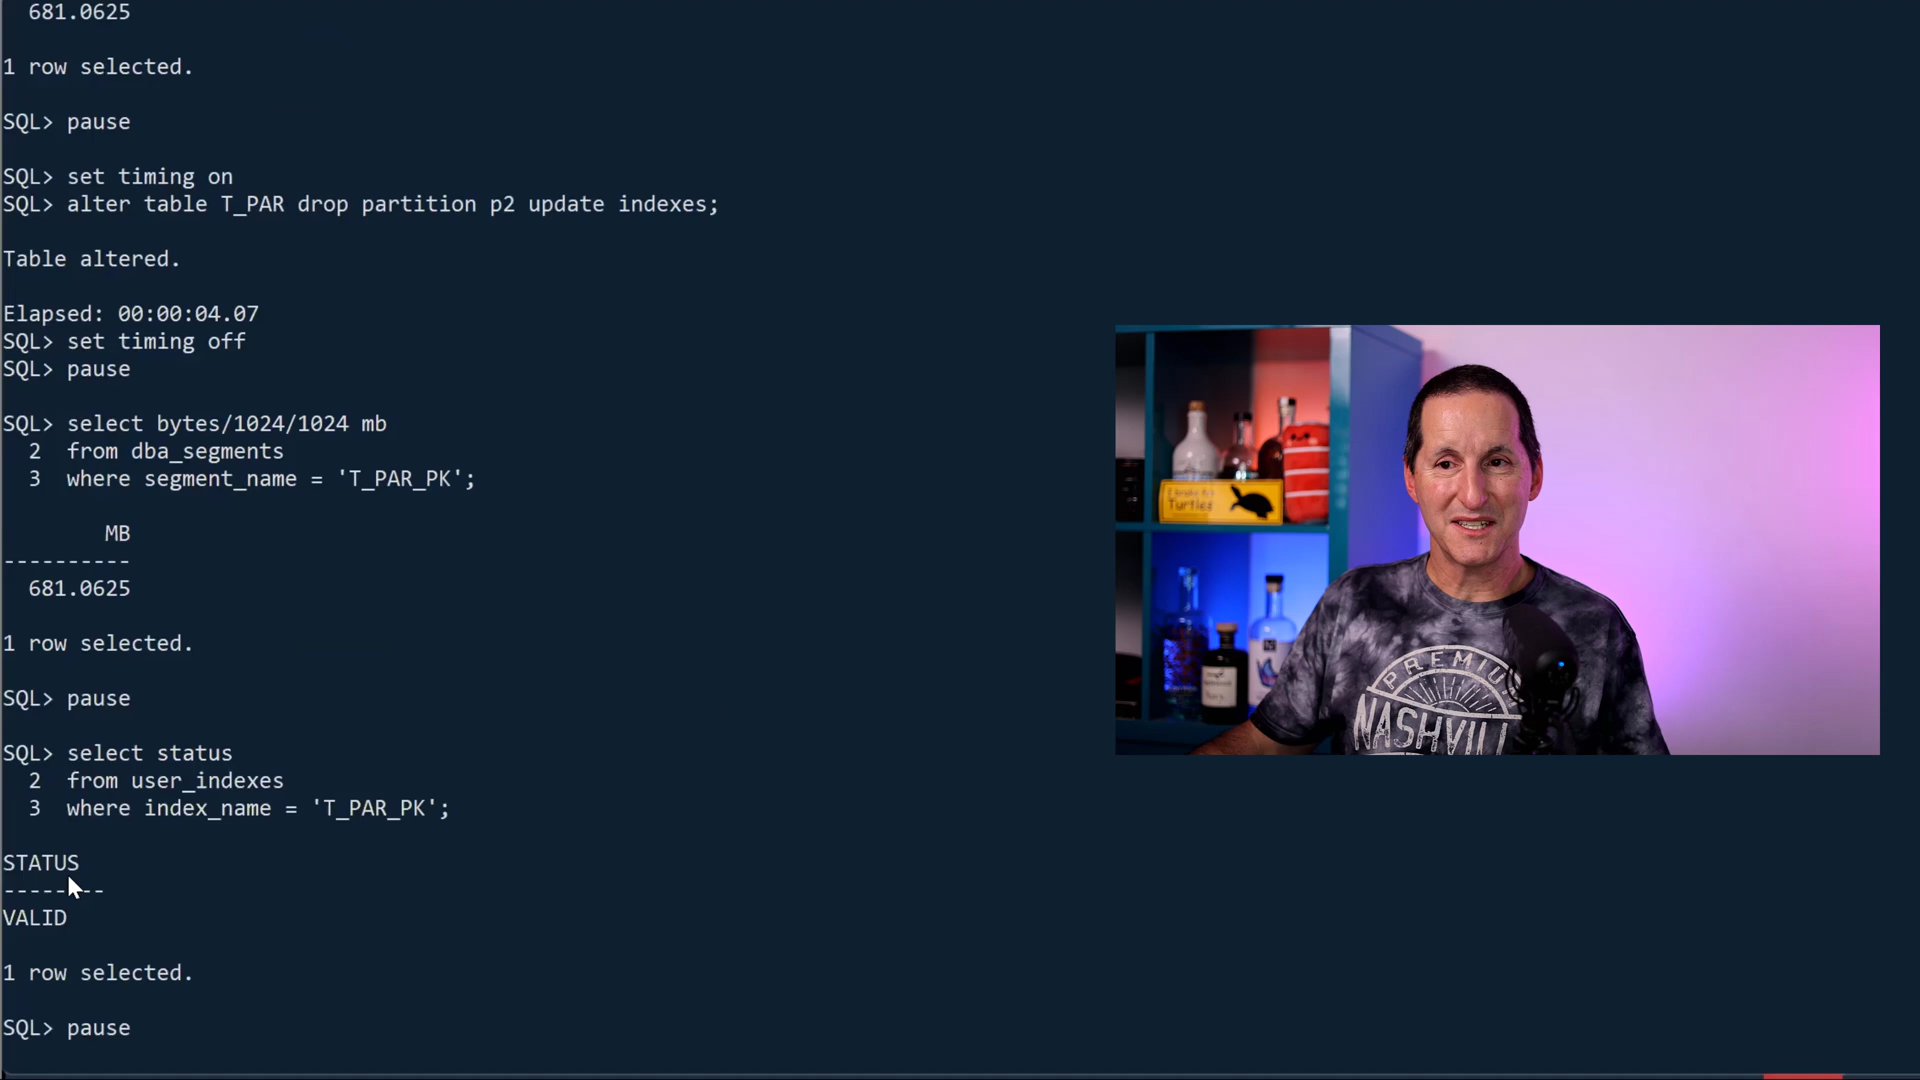 681.0625
1 row selected.
SQL> pause
SQL> set timing on
SQL> alter table T_PAR drop partition p2 update indexes;
Table altered.
Elapsed: 00:00:04.07
SQL> set timing off
SQL> pause
SQL> select bytes/1024/1024 mb
2 from dba_segments
3 where segment_name = 'T_PAR_PK';
MB
----------
681.0625
1 row selected.
SQL> pause
SQL> select status
2 from user_indexes
3 where index_name = 'T_PAR_PK';
STATUS
--------
VALID
1 row selected.
SQL> pause
Turtles
PREMIUM
NASHVILL